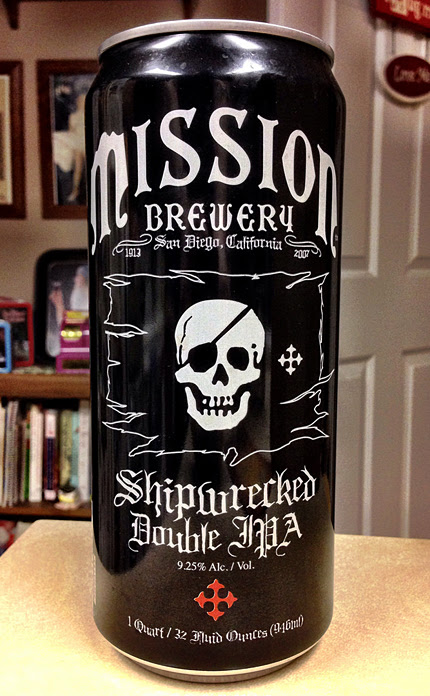 MISSION
BREWERY
San Diego, California
1913 2007
Shipwrecked
Double IPA
9.25% Alc. / Vol.
1 Quart / 32 Fluid Ounces (946ml)